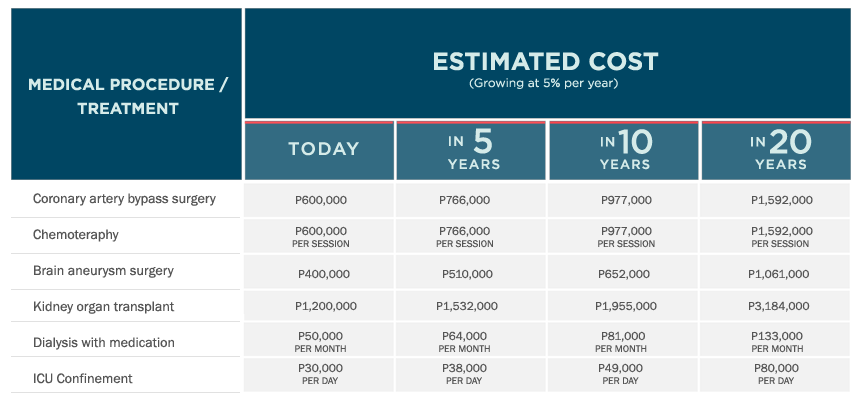 MEDICAL PROCEDURE /
TREATMENT
ESTIMATED COST
(Growing at 5% per year)
TODAY
IN 5
YEARS
IN 10
YEARS
IN 20
YEARS
Coronary artery bypass surgery P600,000 P766,000 P977,000 P1,592,000
Chemoteraphy P600,000 P766,000 P977,000 P1,592,000
PER SESSION PER SESSION PER SESSION PER SESSION
Brain aneurysm surgery P400,000 P510,000 P652,000 P1,061,000
Kidney organ transplant P1,200,000 P1,532,000 P1,955,000 P3,184,000
Dialysis with medication P50,000 P64,000 P81,000 P133,000
PER MONTH PER MONTH PER MONTH PER MONTH
ICU Confinement P30,000 P38,000 P49,000 P80,000
PER DAY PER DAY PER DAY PER DAY